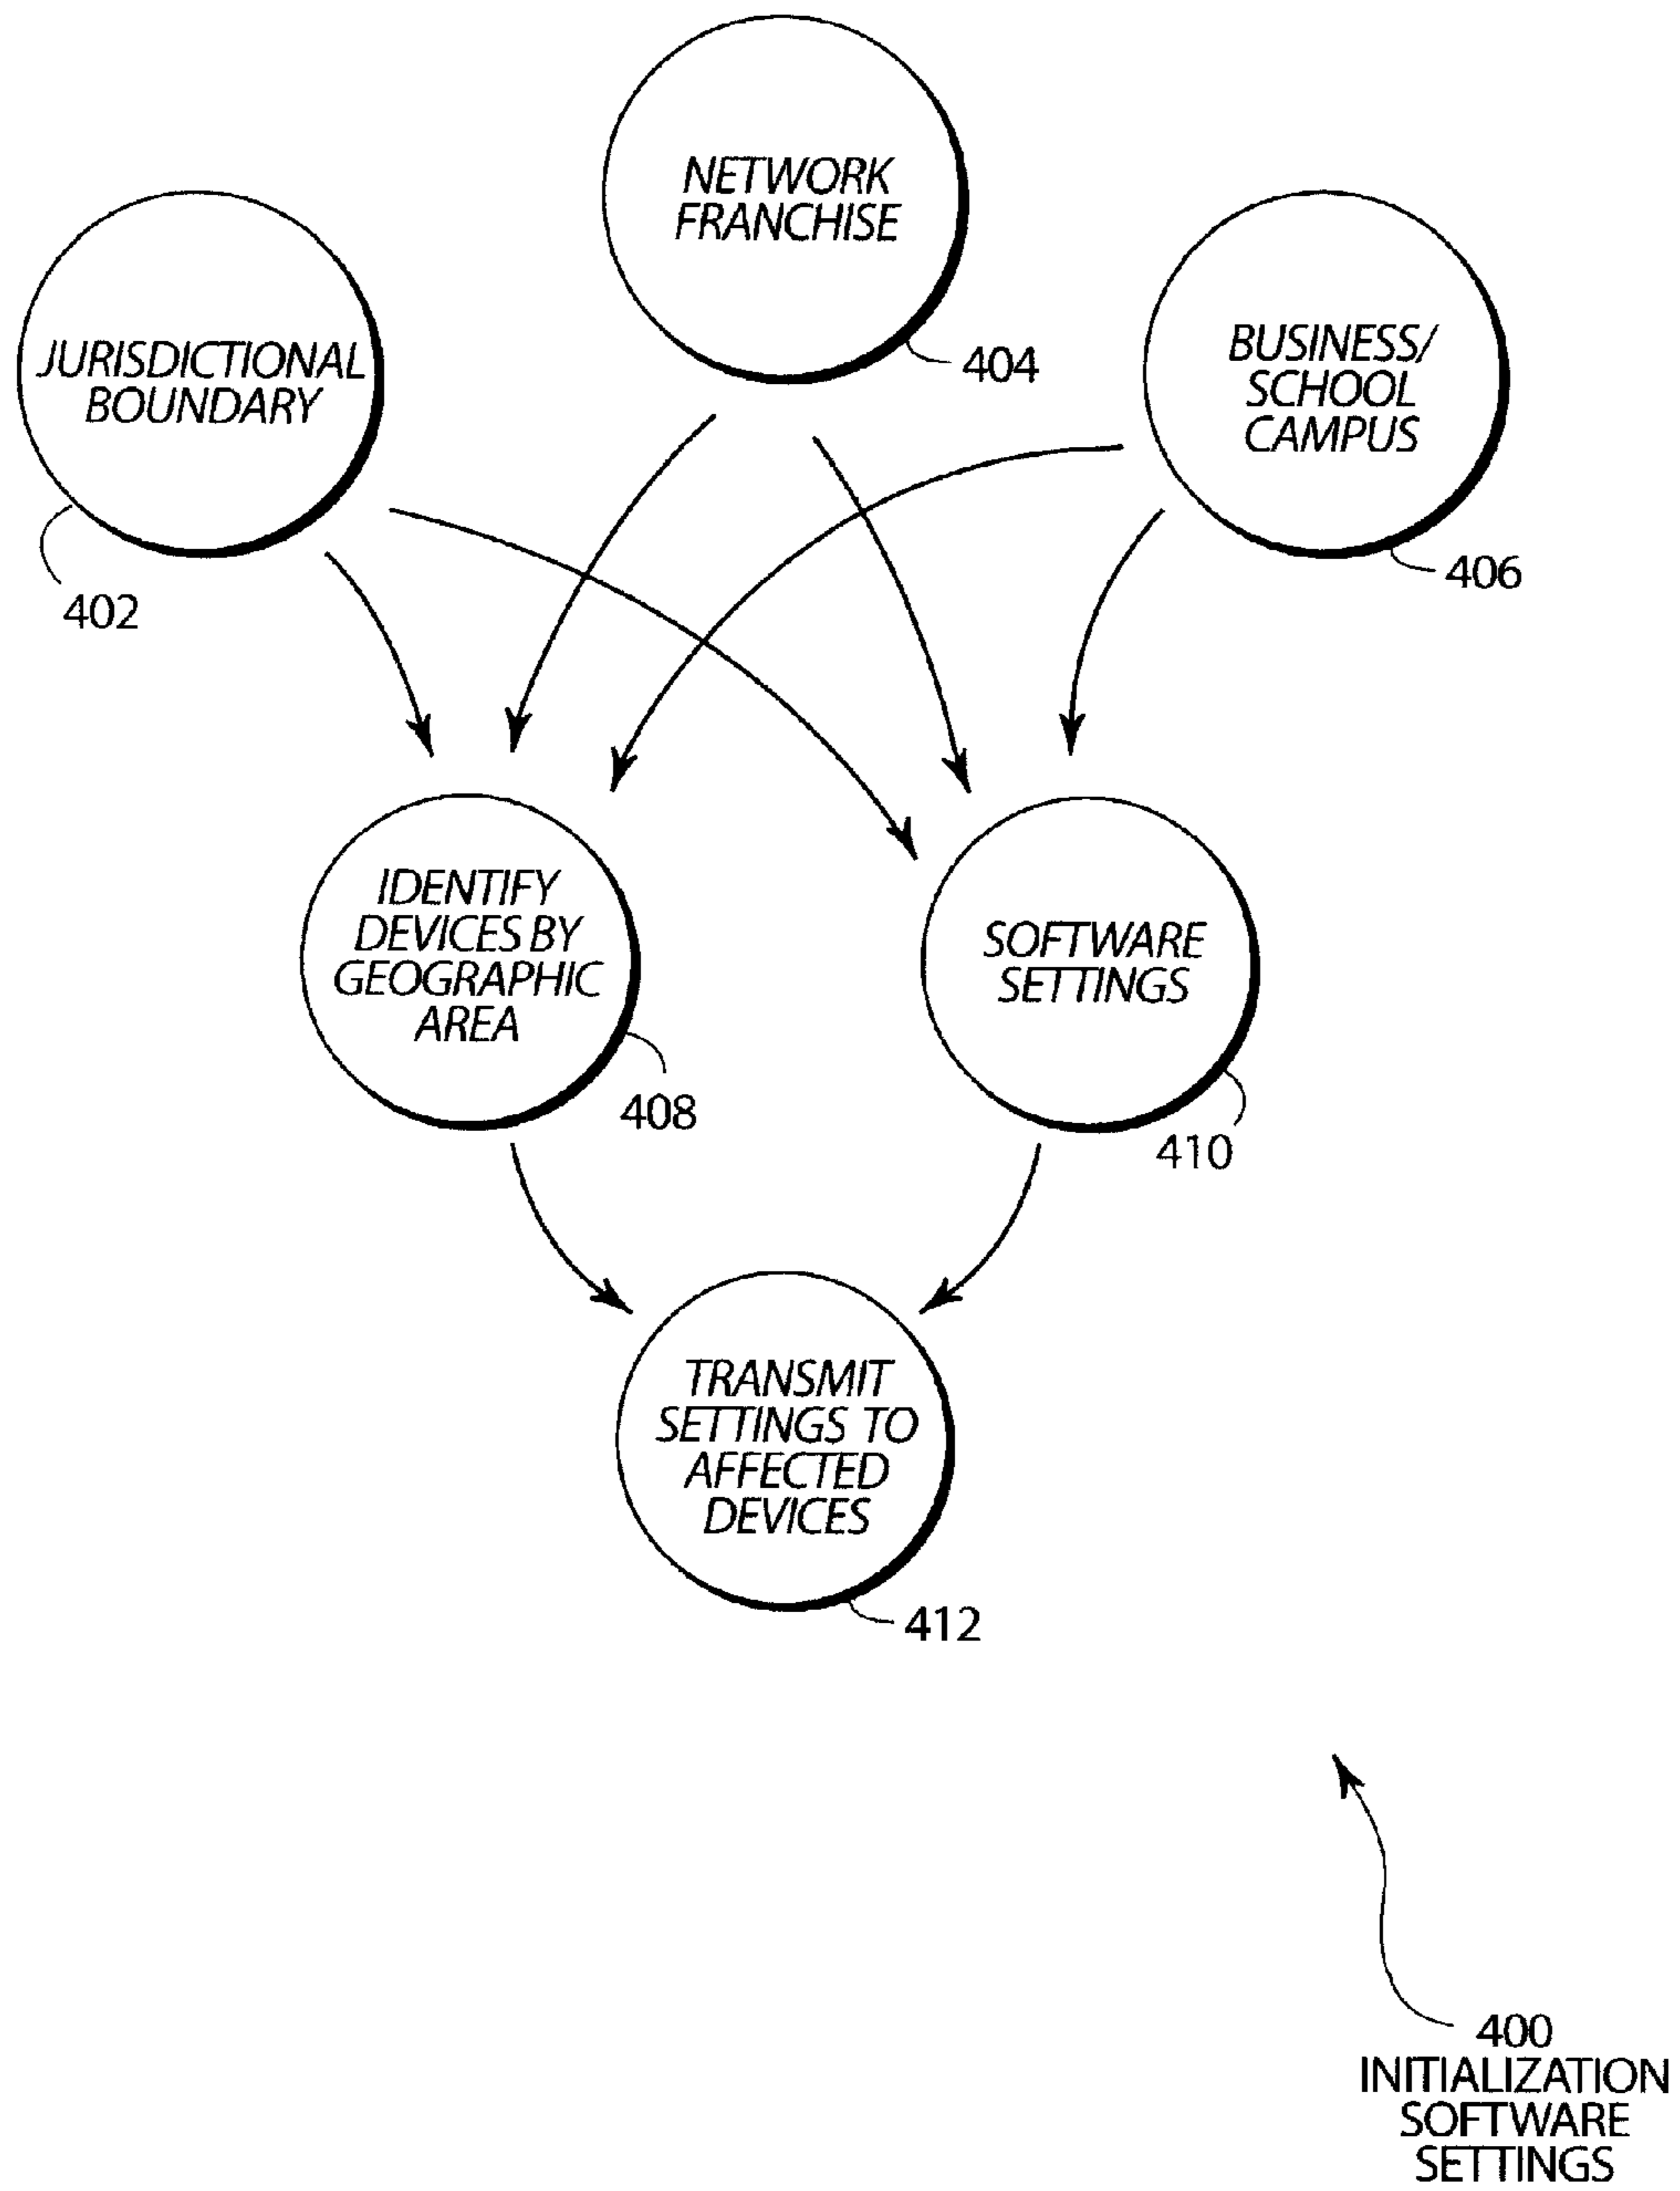 NETWORK
FRANCHISE
404
JURISDICTIONAL
BOUNDARY
402
BUSINESS/
SCHOOL
CAMPUS
406
IDENTIFY
DEVICES BY
GEOGRAPHIC
AREA
408
SOFTWARE
SETTINGS
410
TRANSMIT
SETTINGS TO
AFFECTED
DEVICES
412
400
INITIALIZATION
SOFTWARE
SETTINGS